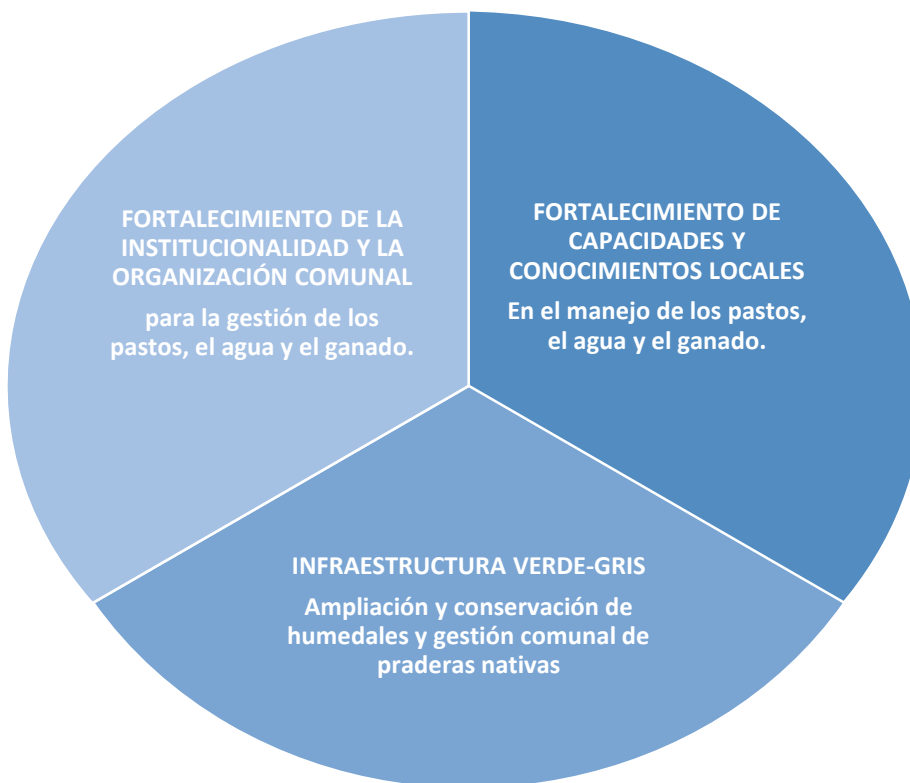 FORTALECIMIENTO DE LA
INSTITUCIONALIDAD Y LA
ORGANIZACIÓN COMUNAL
para la gestión de los
pastos, el agua y el ganado.
FORTALECIMIENTO DE
CAPACIDADES Y
CONOCIMIENTOS LOCALES
En el manejo de los pastos,
el agua y el ganado.
INFRAESTRUCTURA VERDE-GRIS
Ampliación y conservación de
humedales y gestión comunal de
praderas nativas